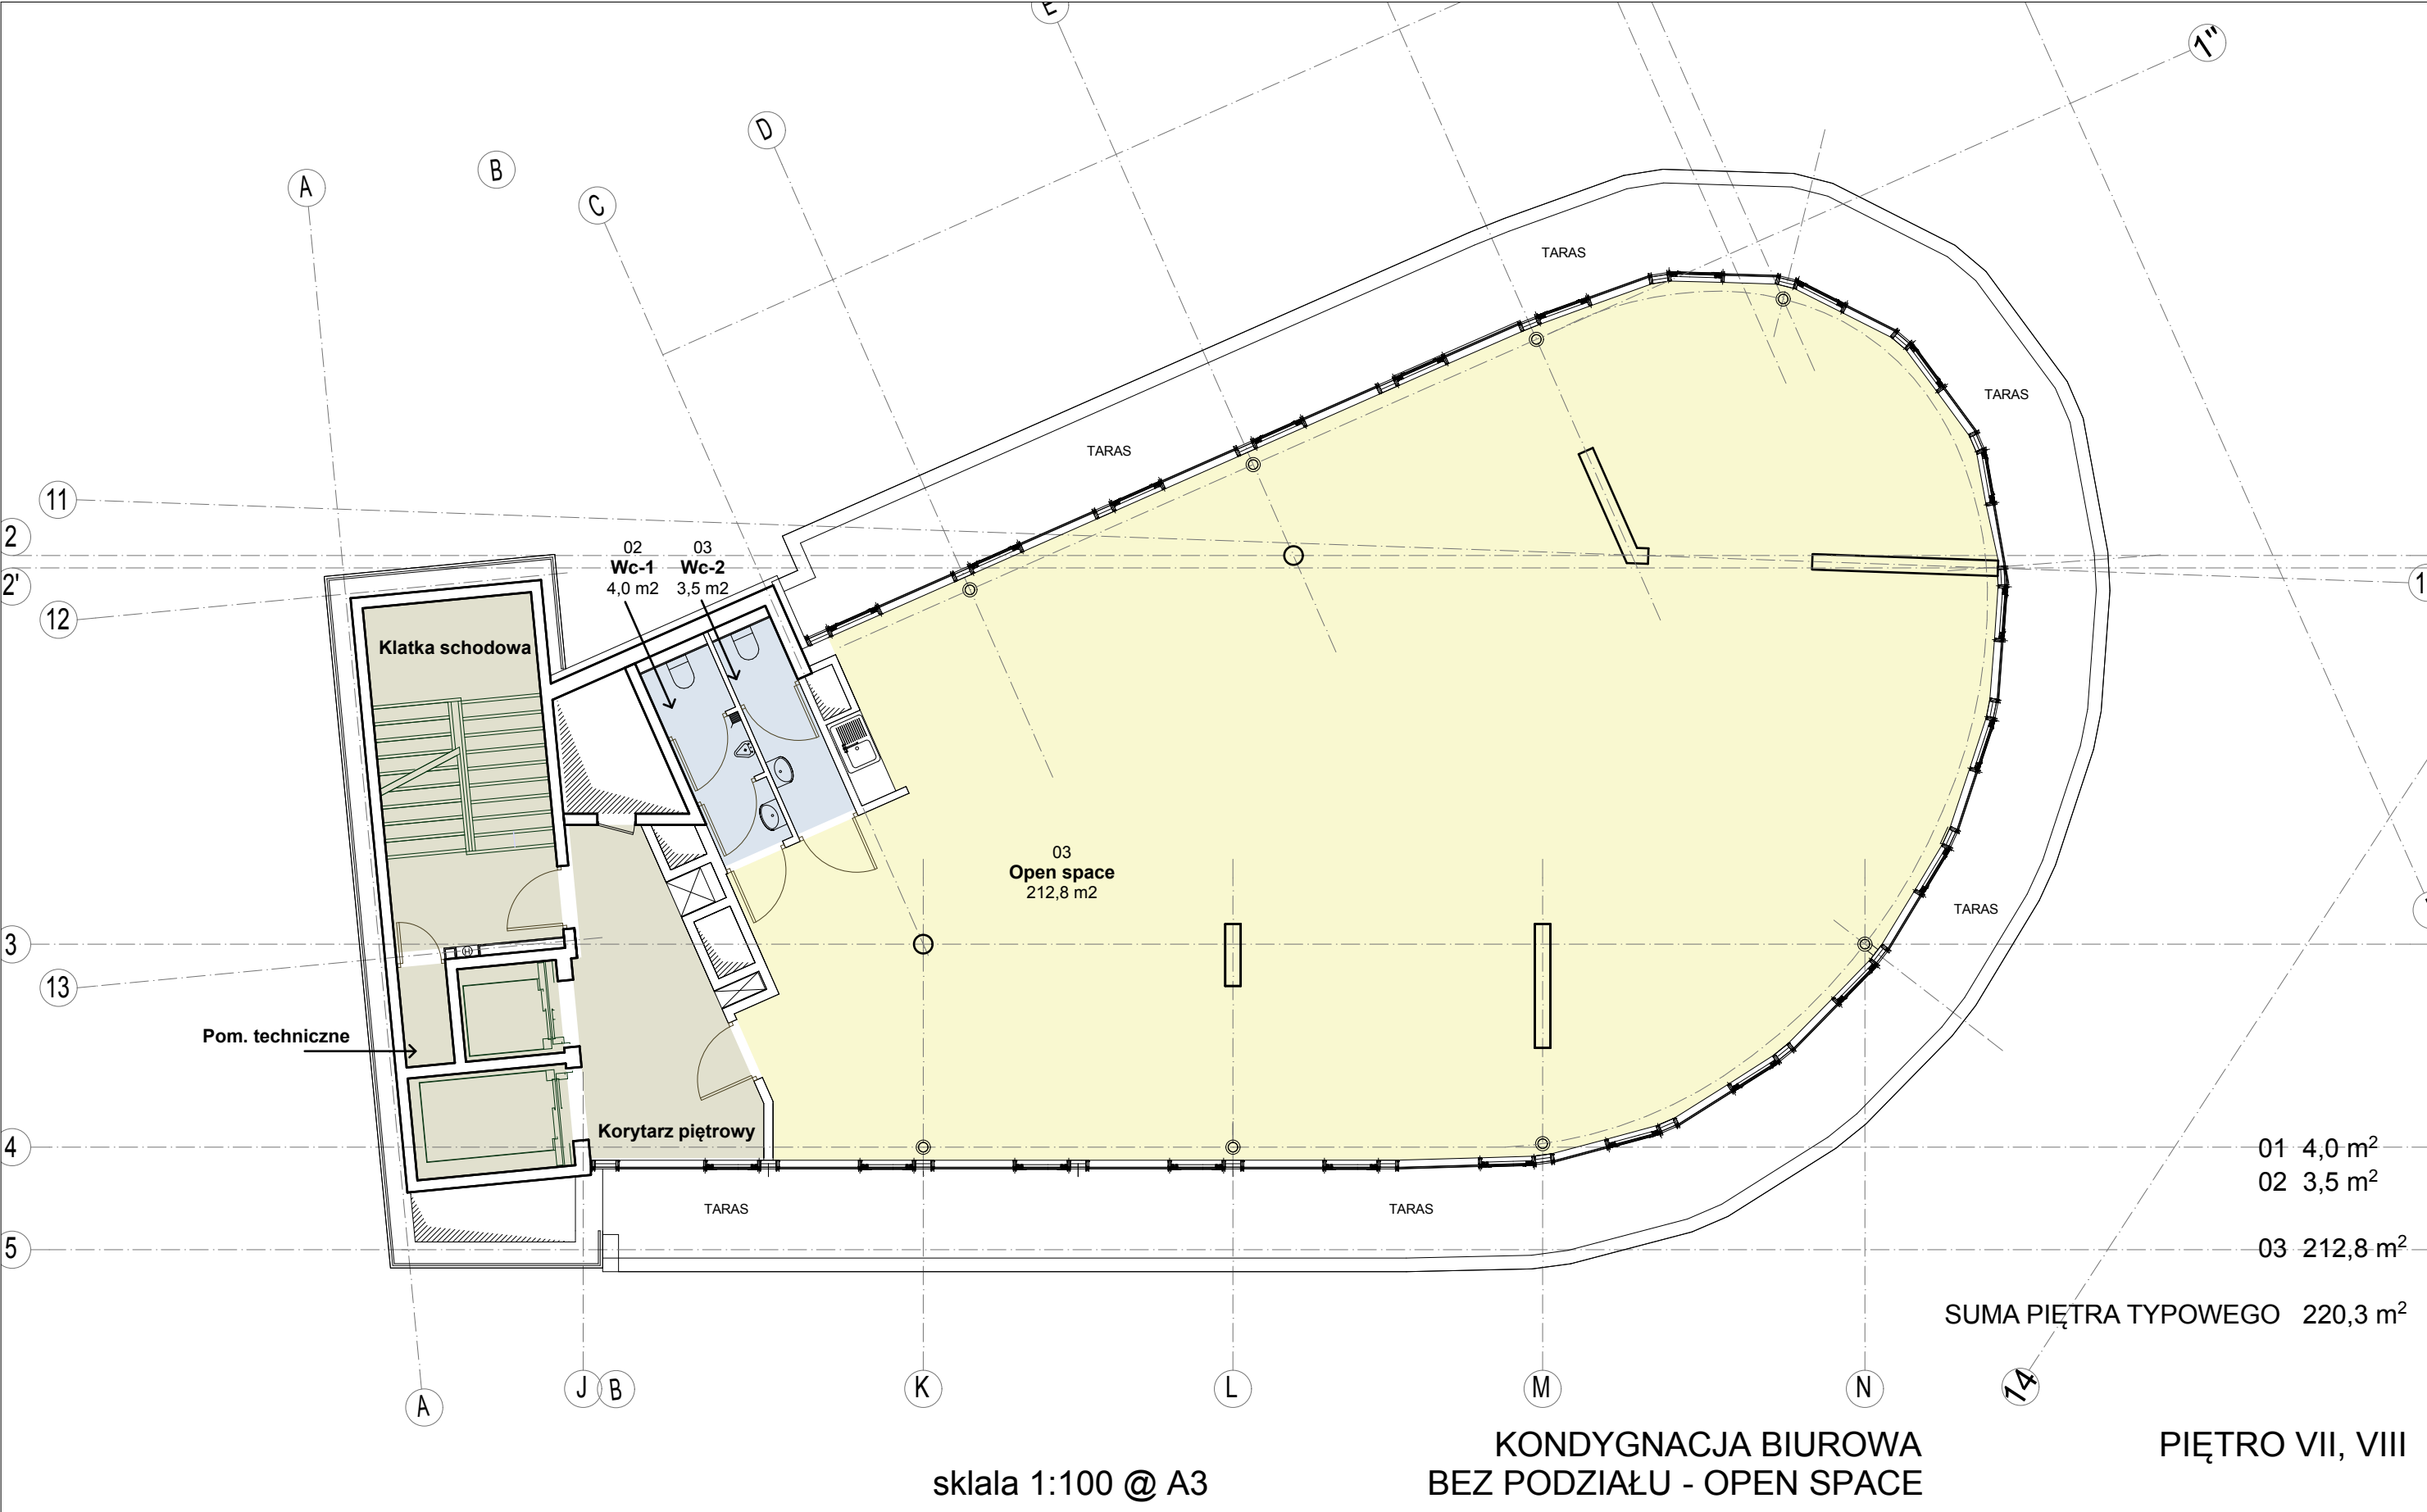 E
1"
D
B
A
C
TARAS
TARAS
TARAS
11
2
2'
12
02
Wc-1
4,0 m2
03
Wc-2
3,5 m2
Klatka schodowa
03
Open space
212,8 m2
TARAS
3
13
Pom. techniczne
Korytarz piętrowy
4
TARAS
TARAS
5
01 4,0 m²
02 3,5 m²
03 212,8 m²
SUMA PIĘTRA TYPOWEGO 220,3 m²
A
J
B
K
L
M
N
14
KONDYGNACJA BIUROWA
BEZ PODZIAŁU - OPEN SPACE
PIĘTRO VII, VIII
sklala 1:100 @ A3